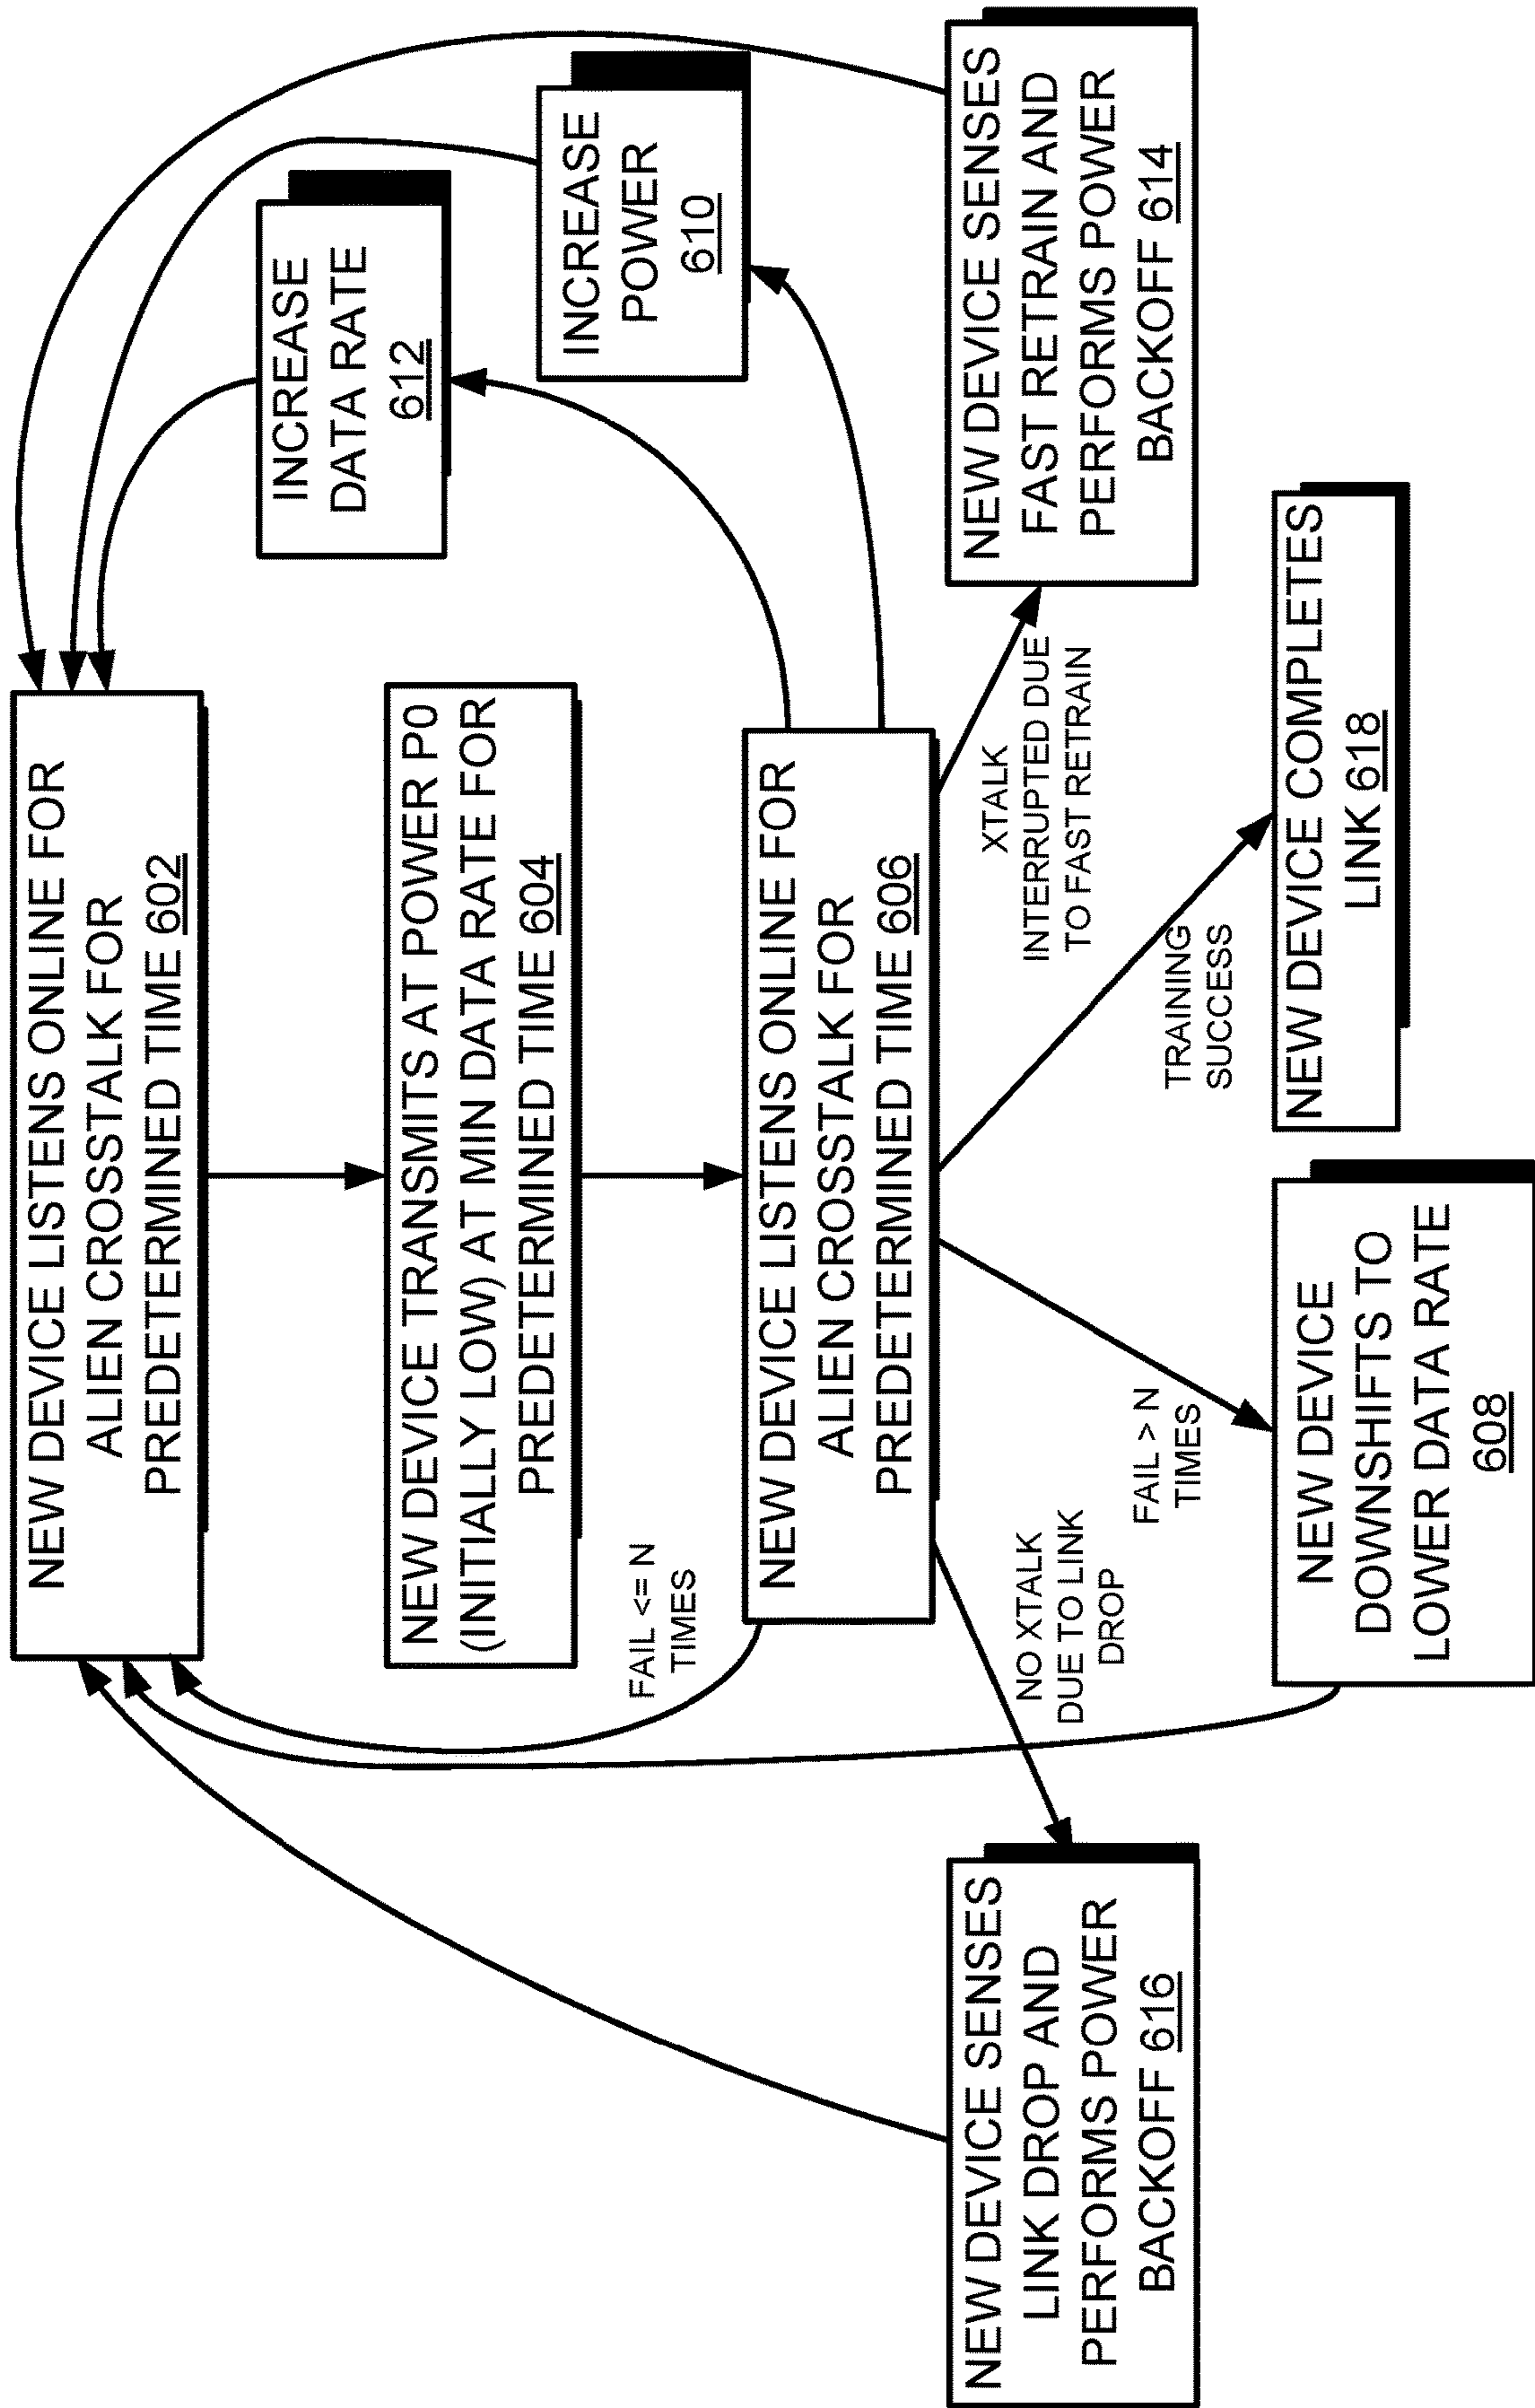 NEW DEVICE LISTENS ONLINE FOR
ALIEN CROSSTALK FOR
PREDETERMINED TIME 602
NEW DEVICE TRANSMITS AT POWER P0
(INITIALLY LOW) AT MIN DATA RATE FOR
PREDETERMINED TIME 604
INCREASE
DATA RATE
612
INCREASE
POWER
610
FAIL <= N
TIMES
NEW DEVICE LISTENS ONLINE FOR
ALIEN CROSSTALK FOR
PREDETERMINED TIME 606
NEW DEVICE SENSES
LINK DROP AND
PERFORMS POWER
BACKOFF 616
NO XTALK
DUE TO LINK
DROP
FAIL > N
TIMES
TRAINING
SUCCESS
XTALK
INTERRUPTED DUE
TO FAST RETRAIN
NEW DEVICE SENSES
FAST RETRAIN AND
PERFORMS POWER
BACKOFF 614
NEW DEVICE
DOWNSHIFTS TO
LOWER DATA RATE
608
NEW DEVICE COMPLETES
LINK 618